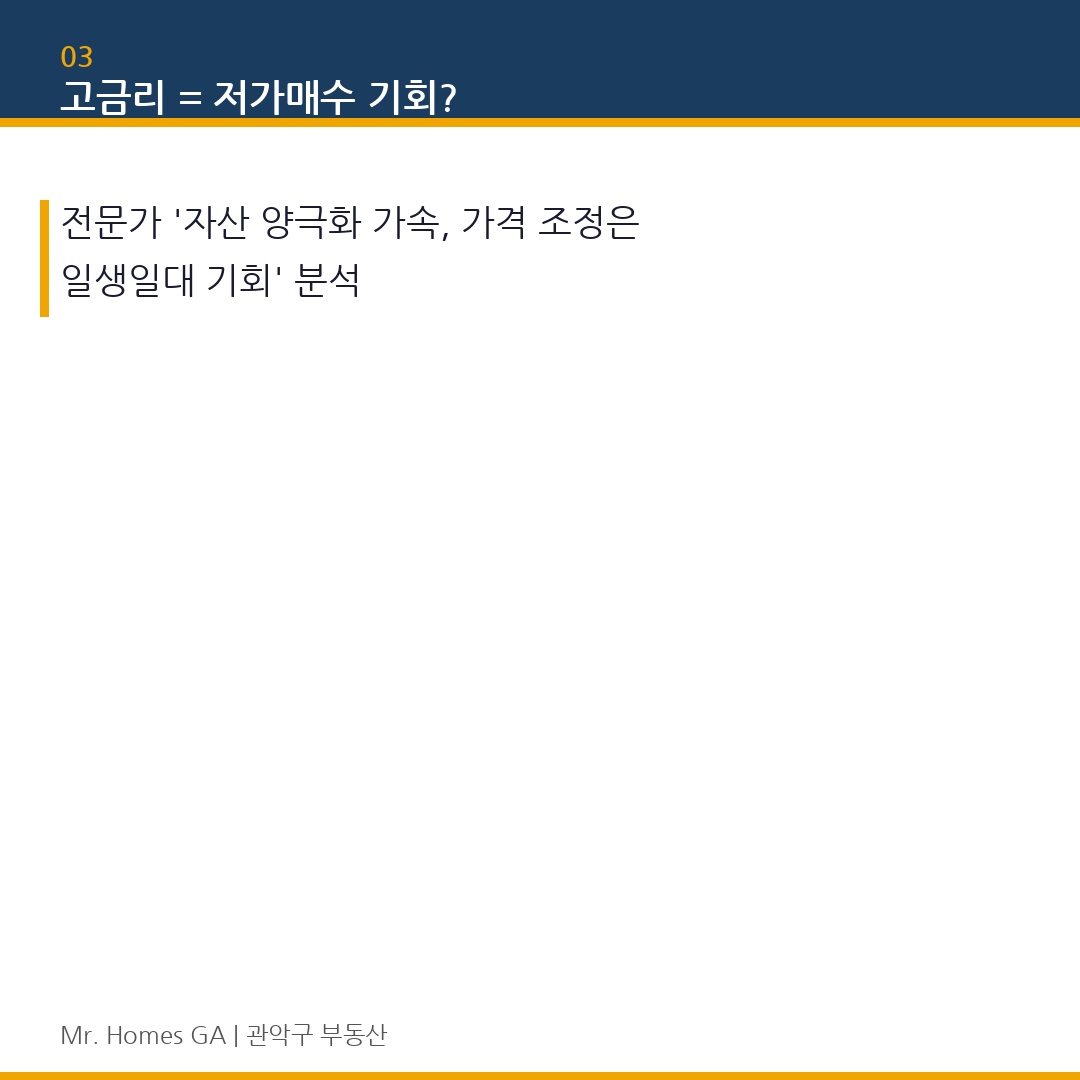 03
고금리 = 저가매수 기회?
전문가 '자산 양극화 가속, 가격 조정은
일생일대 기회' 분석
Mr. Homes GA | 관악구 부동산